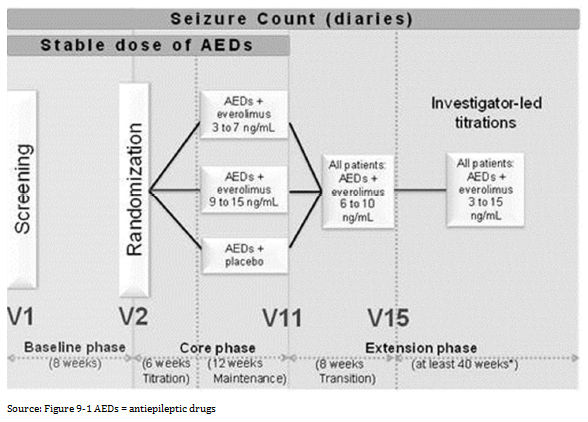 Seizure Count (diaries)
Stable dose of AEDs
Screening
Randomization
AEDs +
everolimus
3 to 7 ng/mL
AEDs +
everolimus
9 to 15 ng/mL
AEDs +
placebo
All patients:
AEDs +
everolimus
6 to 10
ng/mL
Investigator-led
titrations
All patients:
AEDs +
everolimus
3 to 15
ng/mL
V1
V2
V11
V15
Baseline phase
(8 weeks)
Core phase
(6 weeks
Titration)
(12 weeks
Maintenance)
Extension phase
(8 weeks
Transition)
(at least 40 weeks*)
Source: Figure 9-1 AEDs = antiepileptic drugs